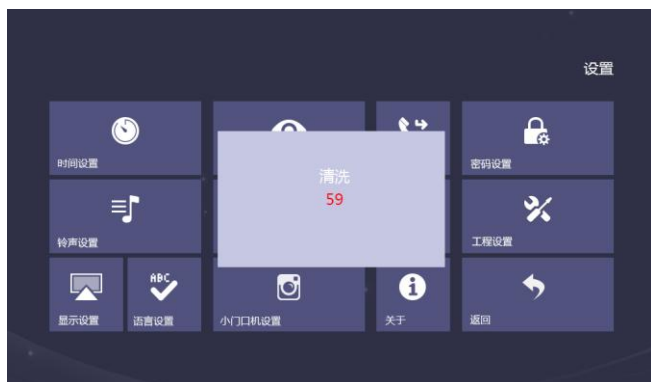 设置
时间设置
密码设置
清洗
59
铃声设置
工程设置
ABC
显示设置
语言设置
小门口机设置
关于
返回